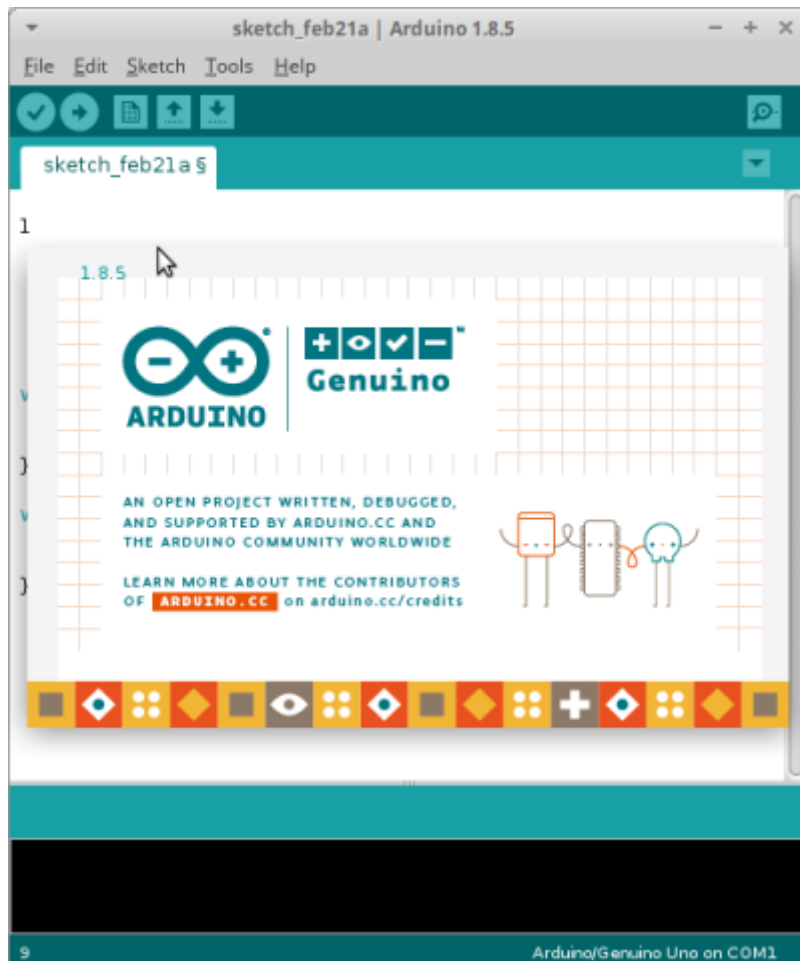 sketch_feb21a | Arduino 1.8.5
File Edit Sketch Tools Help
sketch_feb21a §
1
1.8.5
ARDUINO
Genuino
™
v
}
v
}
AN OPEN PROJECT WRITTEN, DEBUGGED,
AND SUPPORTED BY ARDUINO.CC AND
THE ARDUINO COMMUNITY WORLDWIDE
LEARN MORE ABOUT THE CONTRIBUTORS
OF ARDUINO.CC on arduino.cc/credits
9
Arduino/Genuino Uno on COM1